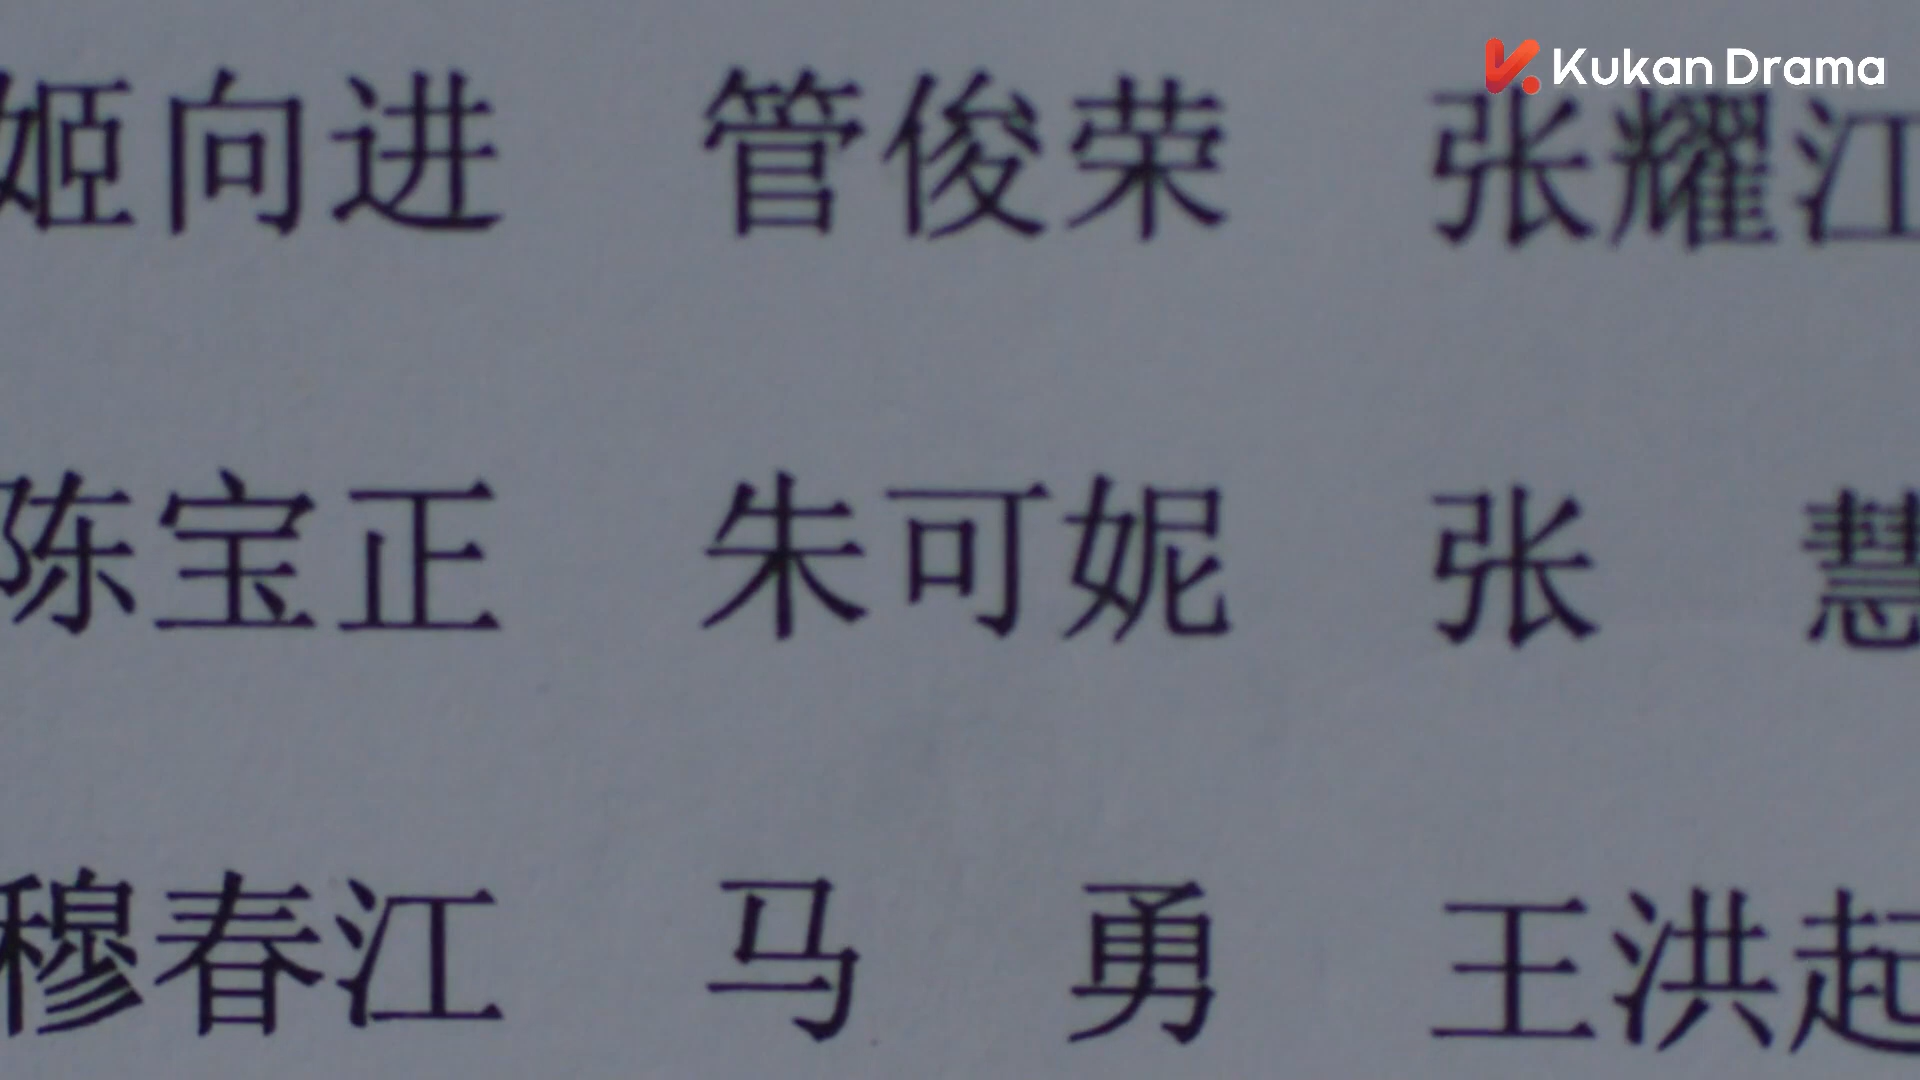 Kukan Drama
姬向进 管俊荣 张耀江
陈宝正 朱可妮 张 慧
穆春江 马 勇 王洪起